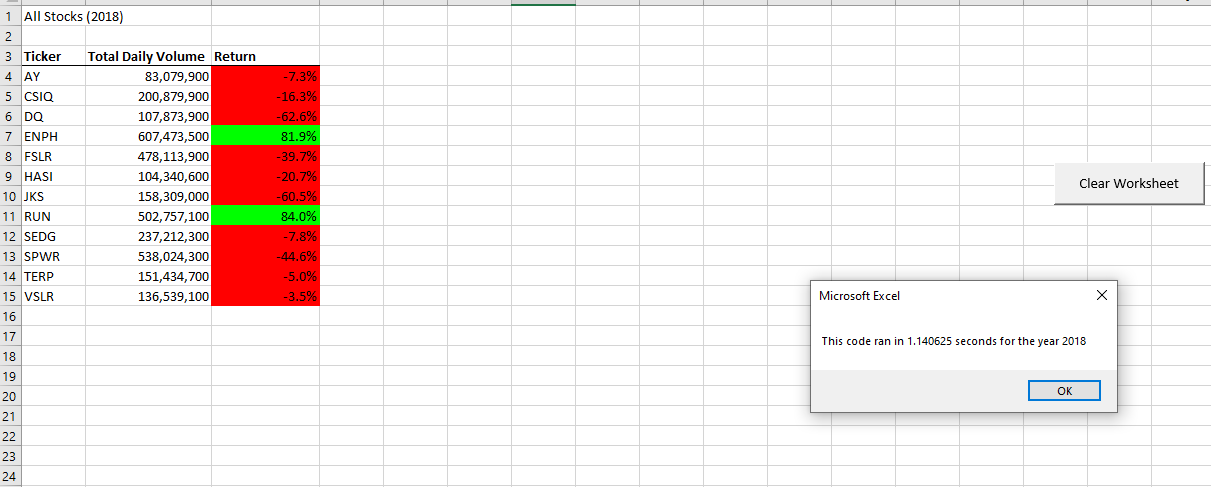 1 All Stocks (2018)
2
3 Ticker Total Daily Volume Return
4 AY 83,079,900 -7.3%
5 CSIQ 200,879,900 -16.3%
6 DQ 107,873,900 -62.6%
7 ENPH 607,473,500 81.9%
8 FSLR 478,113,900 -39.7%
9 HASI 104,340,600 -20.7%
10 JKS 158,309,000 -60.5%
11 RUN 502,757,100 84.0%
12 SEDG 237,212,300 -7.8%
13 SPWR 538,024,300 -44.6%
14 TERP 151,434,700 -5.0%
15 VSLR 136,539,100 -3.5%
16
17
18
19
20
21
22
23
24
Clear Worksheet
Microsoft Excel
This code ran in 1.140625 seconds for the year 2018
OK